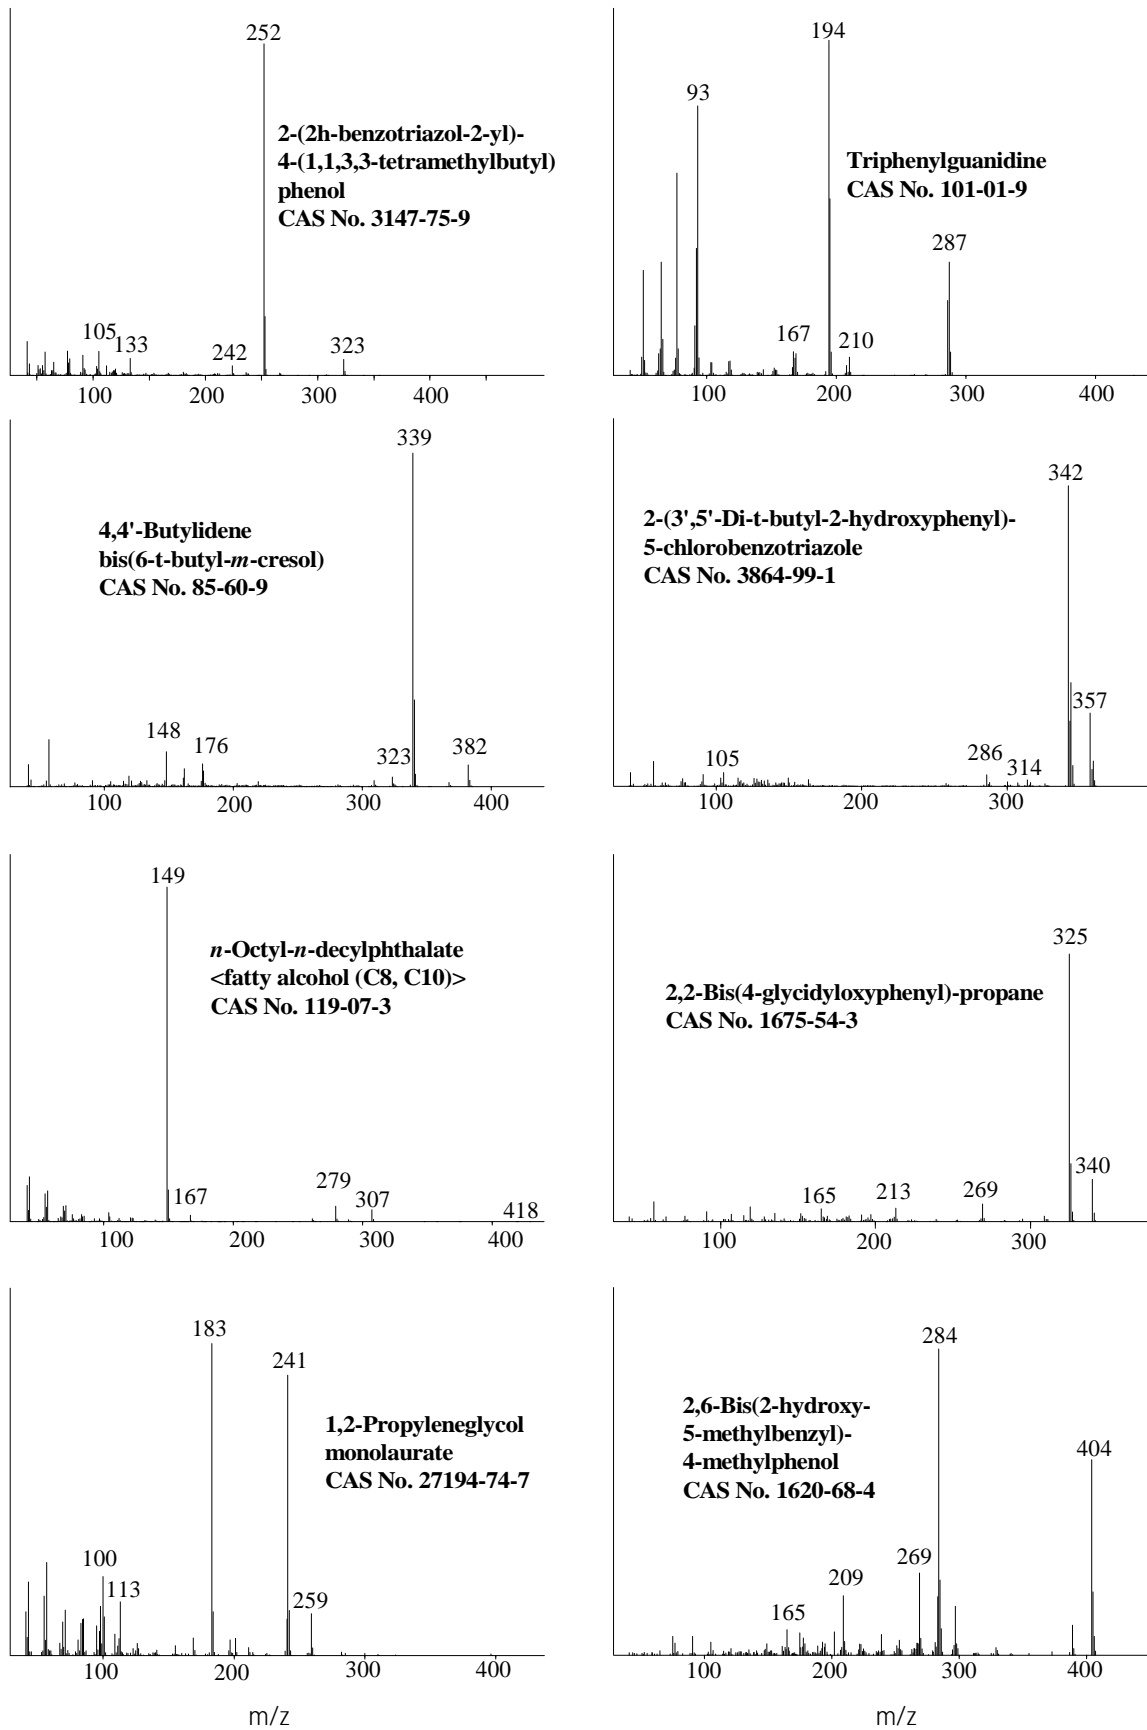 252
2-(2h-benzotriazol-2-yl)-
4-(1,1,3,3-tetramethylbutyl)
phenol
CAS No. 3147-75-9
105
133
242
323
100
200
300
400
194
93
Triphenylguanidine
CAS No. 101-01-9
287
167
210
100
200
300
400
339
4,4'-Butylidene
bis(6-t-butyl-m-cresol)
CAS No. 85-60-9
148
176
323
382
100
200
300
400
342
2-(3',5'-Di-t-butyl-2-hydroxyphenyl)-
5-chlorobenzotriazole
CAS No. 3864-99-1
357
105
286
314
100
200
300
149
n-Octyl-n-decylphthalate
<fatty alcohol (C8, C10)>
CAS No. 119-07-3
167
279
307
418
100
200
300
400
325
2,2-Bis(4-glycidyloxyphenyl)-propane
CAS No. 1675-54-3
340
165
213
269
100
200
300
183
241
1,2-Propyleneglycol
monolaurate
CAS No. 27194-74-7
100
113
259
100
200
300
400
m/z
284
2,6-Bis(2-hydroxy-
5-methylbenzyl)-
4-methylphenol
CAS No. 1620-68-4
404
269
209
165
100
200
300
400
m/z